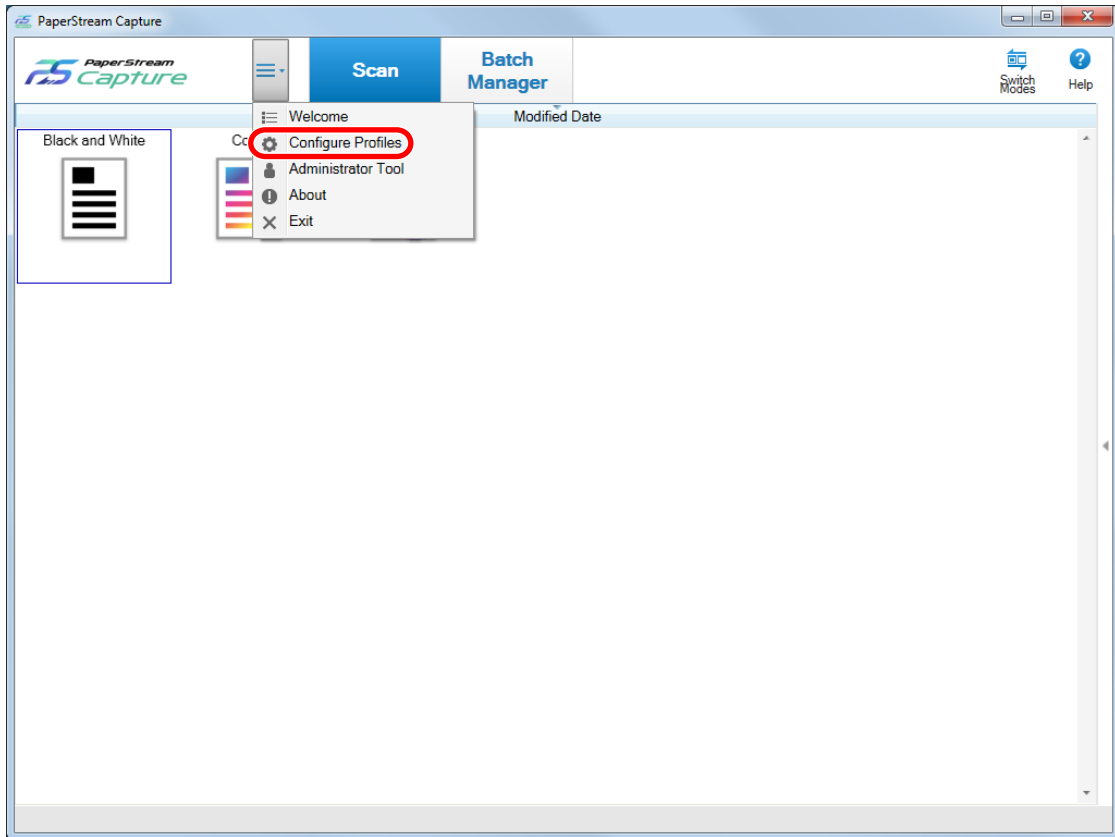 PaperStream Capture
PaperStream
Capture
Scan
Batch
Manager
Switch
Modes
Help
Modified Date
Welcome
Configure Profiles
Administrator Tool
About
Exit
Black and White
Co